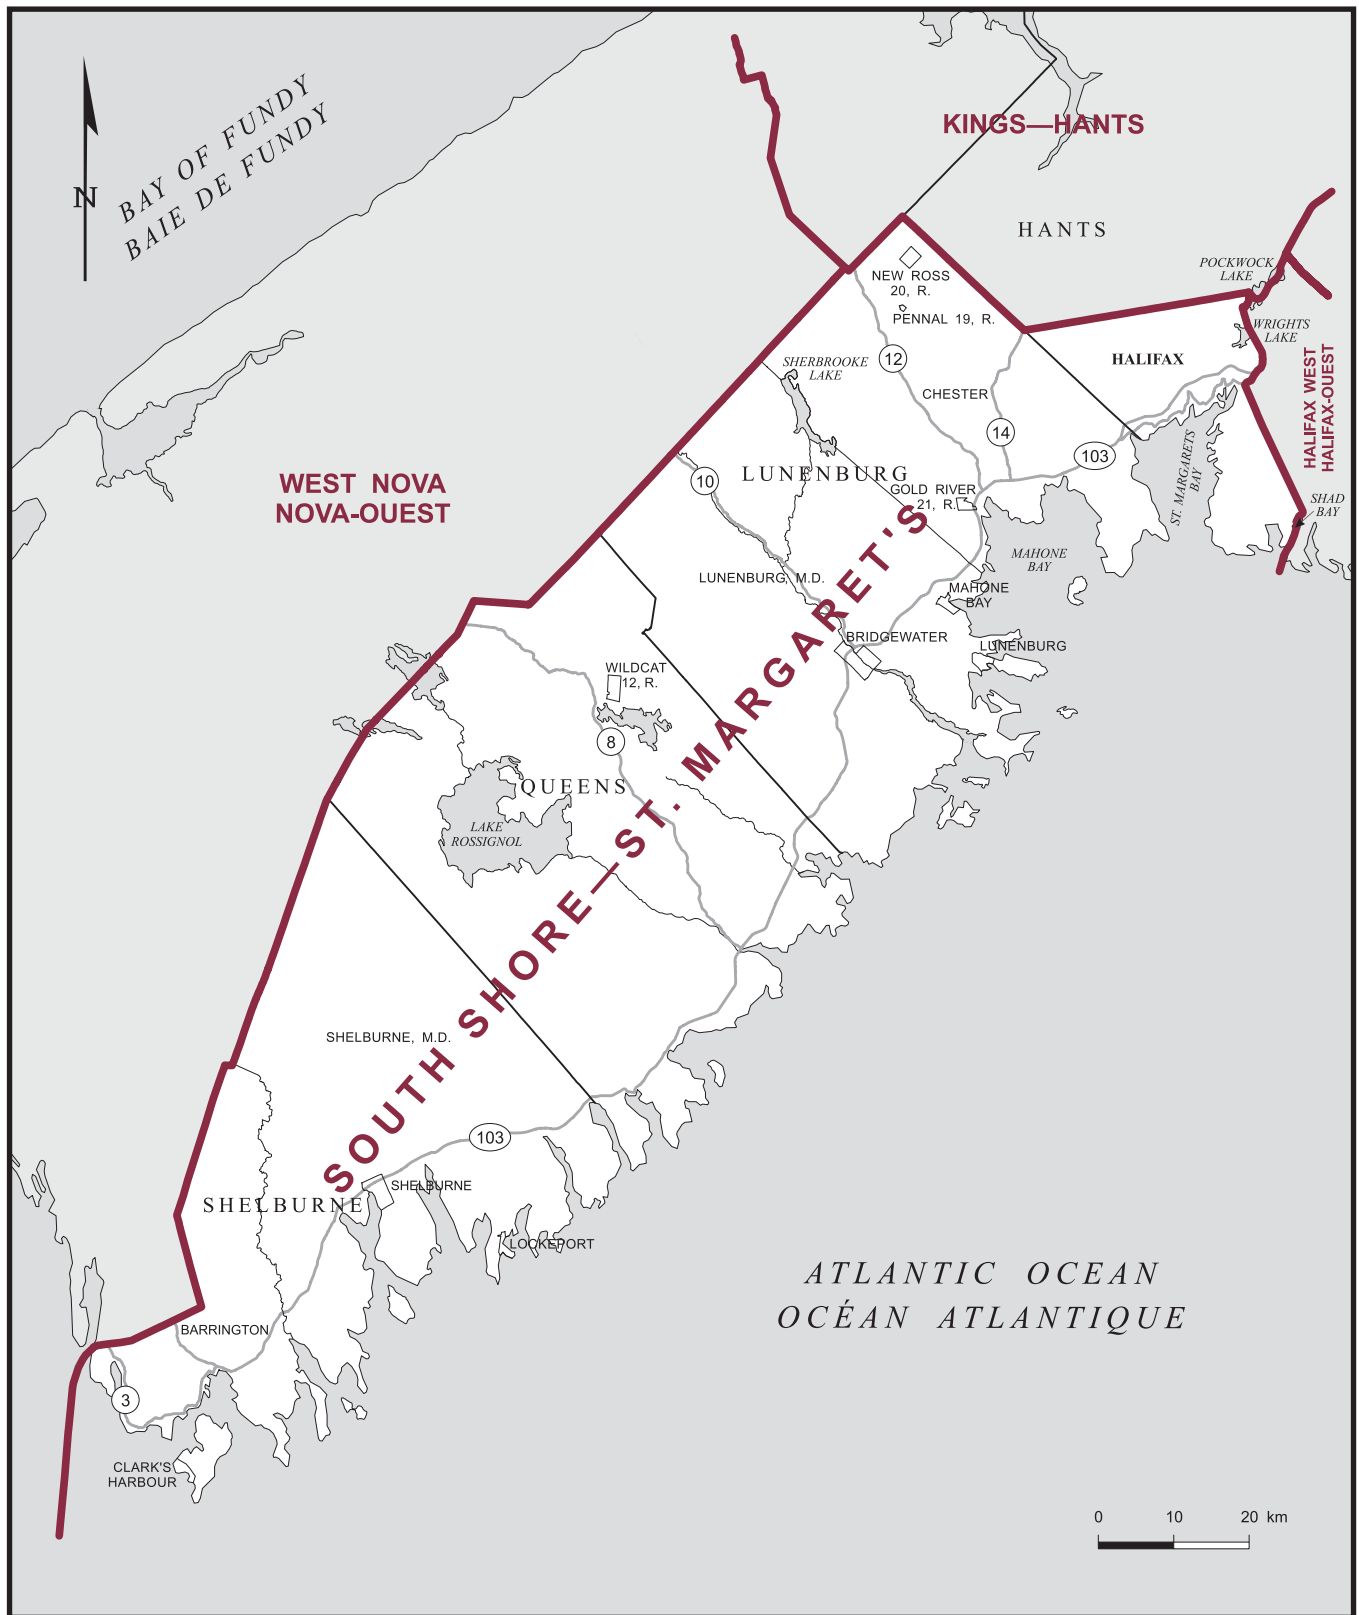 BAY OF FUNDY
BAIE DE FUNDY
N
KINGS—HANTS
HANTS
POCKWOCK
LAKE
NEW ROSS
20, R.
PENNAL 19, R.
WRIGHTS
LAKE
HALIFAX
HALIFAX WEST
HALIFAX-OUEST
SHERBROOKE
LAKE
12
CHESTER
14
103
ST. MARGARETS
BAY
SHAD
BAY
WEST NOVA
NOVA-OUEST
10
LUNENBURG
GOLD RIVER
21, R.
MAHONE
BAY
LUNENBURG, M.D.
MAHONE
BAY
BRIDGEWATER
LUNENBURG
WILDCAT
12, R.
8
QUEENS
LAKE
ROSSIGNOL
SOUTH SHORE—ST. MARGARET'S
SHELBURNE, M.D.
103
SHELBURNE
SHELBURNE
LOCKEPORT
ATLANTIC OCEAN
OCÉAN ATLANTIQUE
BARRINGTON
3
CLARK'S
HARBOUR
0 10 20 km